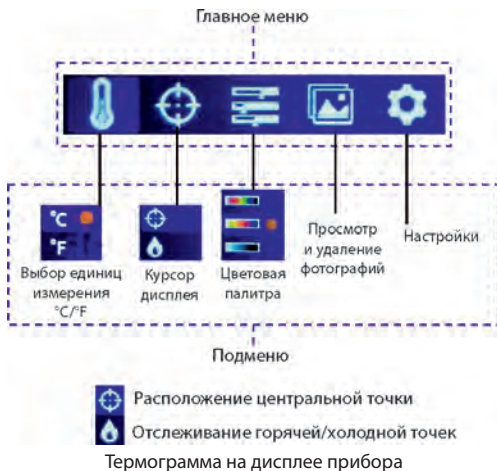 Главное меню
°C
°F
Выбор единиц
измерения
°C/°F
Курсор
дисплея
Цветовая
палитра
Просмотр
и удаление
фотографий
Настройки
Подменю
Расположение центральной точки
Отслеживание горячей/холодной точек
Термограмма на дисплее прибора